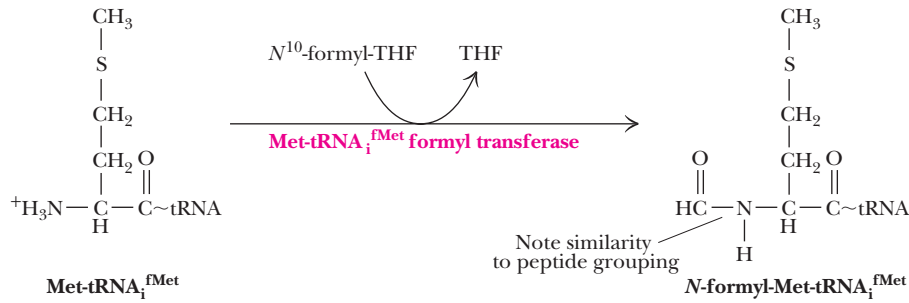 CH₃
S
CH₂
CH₂ O
⁺H₃N—C—C~tRNA
H
Met-tRNAᵢᶠᴹᵉᵗ
N¹⁰-formyl-THF THF
Met-tRNAᵢᶠᴹᵉᵗ formyl transferase
CH₃
S
CH₂
O CH₂ O
HC—N—C—C~tRNA
H H
Note similarity
to peptide grouping
N-formyl-Met-tRNAᵢᶠᴹᵉᵗ